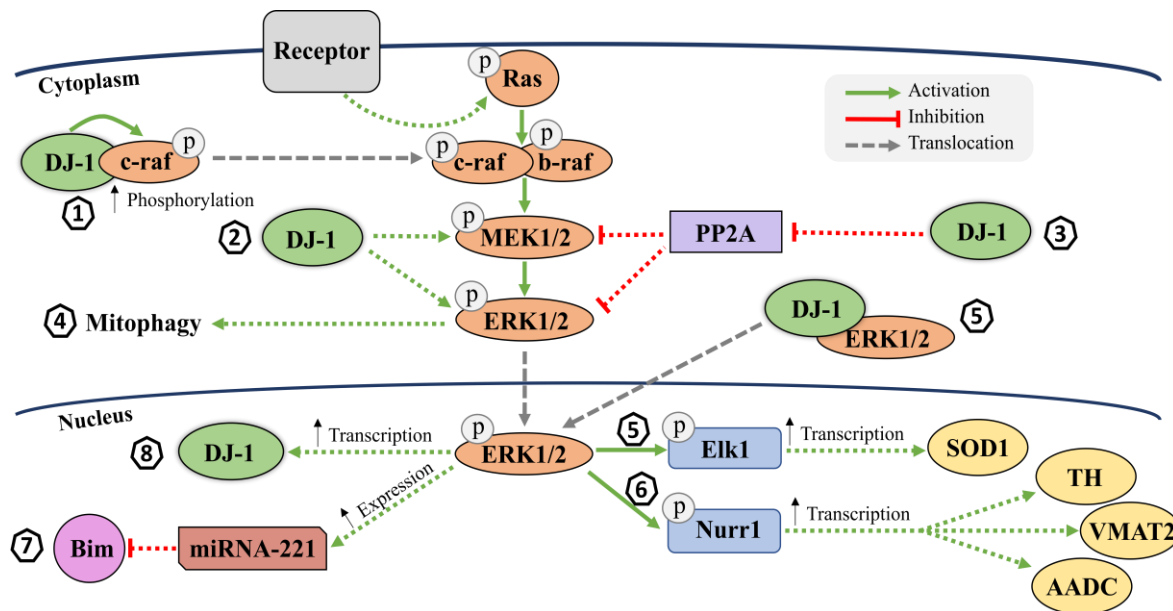 Receptor
p
Ras
Cytoplasm
Activation
Inhibition
Translocation
DJ-1
c-raf
p
p
c-raf
p
b-raf
1
Phosphorylation
2
DJ-1
p
MEK1/2
PP2A
DJ-1
3
4
Mitophagy
p
ERK1/2
DJ-1
ERK1/2
5
Nucleus
8
DJ-1
Transcription
p
ERK1/2
5
p
Elk1
Transcription
SOD1
Expression
6
p
Nurr1
Transcription
TH
VMAT2
AADC
7
Bim
miRNA-221